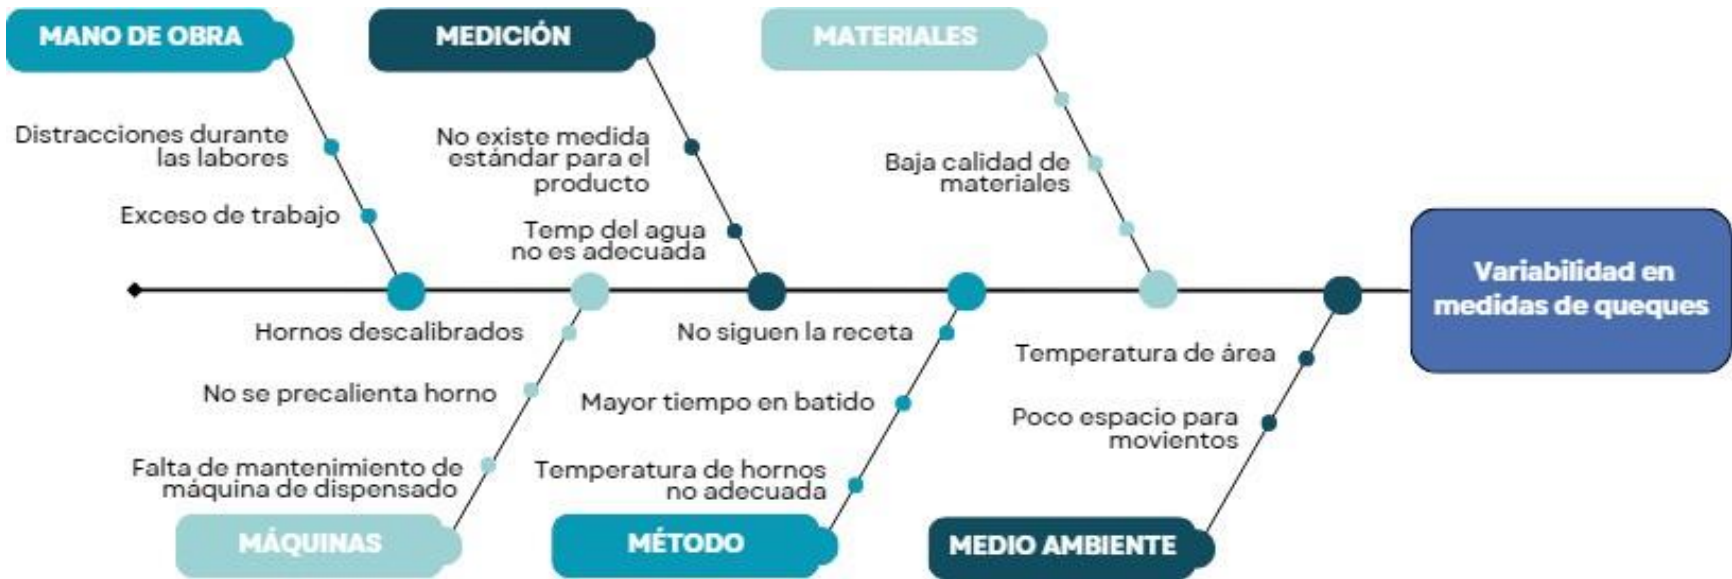 MANO DE OBRA
MEDICIÓN
MATERIALES
Distracciones durante
las labores
Exceso de trabajo
No existe medida
estándar para el
producto
Temp del agua
no es adecuada
Baja calidad de
materiales
Variabilidad en
medidas de queques
Hornos descalibrados
No se precalienta horno
Falta de mantenimiento de
máquina de dispensado
No siguen la receta
Mayor tiempo en batido
Temperatura de hornos
no adecuada
Temperatura de área
Poco espacio para
movientos
MÁQUINAS
MÉTODO
MEDIO AMBIENTE